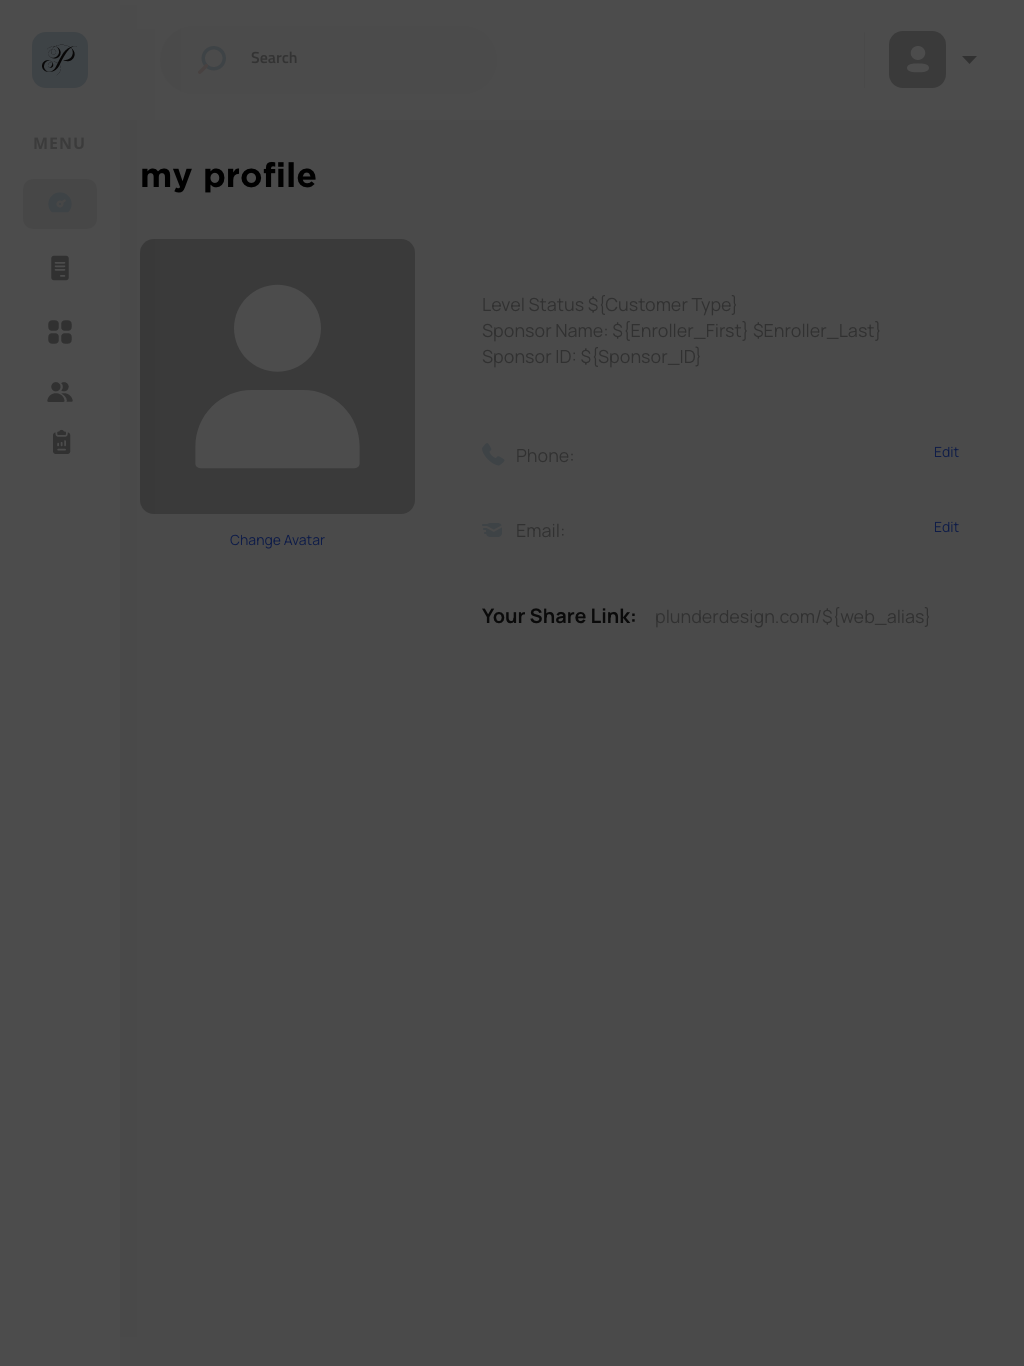 P
Search
MENU
my profile
Level Status ${Customer Type}
Sponsor Name: ${Enroller_First} $Enroller_Last}
Sponsor ID: ${Sponsor_ID}
Phone:
Edit
Email:
Edit
Change Avatar
Your Share Link: plunderdesign.com/${web_alias}